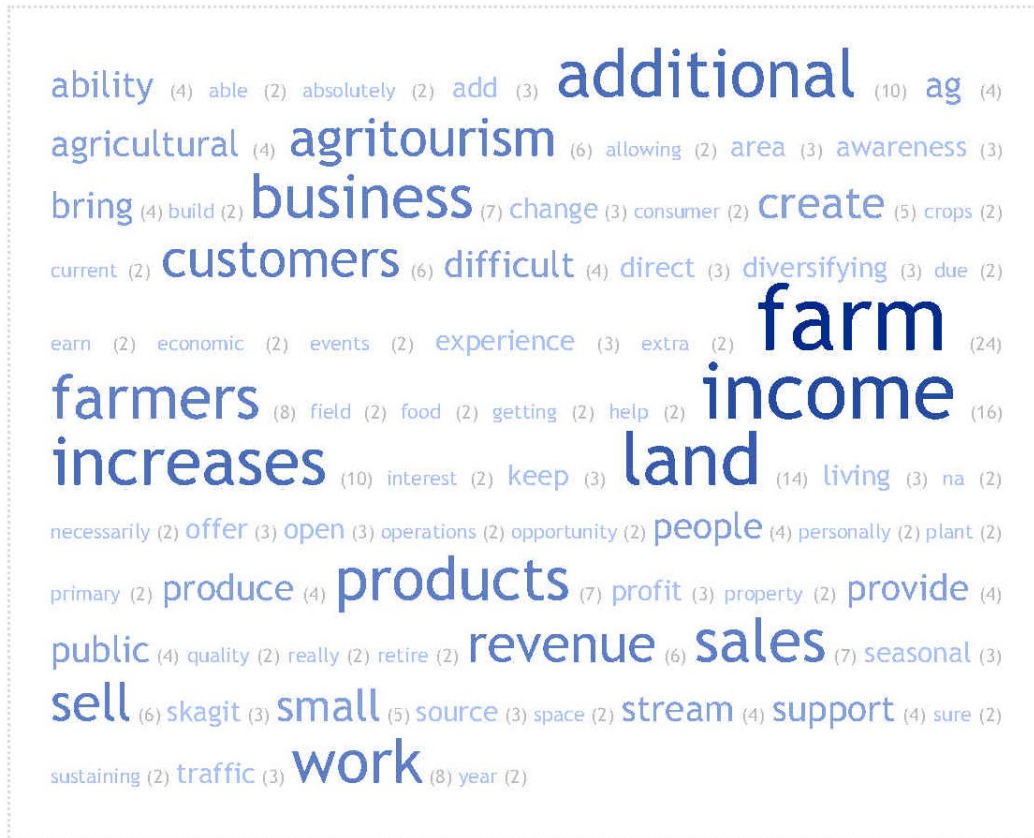 ability (4) able (2) absolutely (2) add (3) additional (10) ag (4)
agricultural (4) agritourism (6) allowing (2) area (3) awareness (3)
bring (4) build (2) business (7) change (3) consumer (2) create (5) crops (2)
current (2) customers (6) difficult (4) direct (3) diversifying (3) due (2)
earn (2) economic (2) events (2) experience (3) extra (2) farm (24)
farmers (8) field (2) food (2) getting (2) help (2) income (16)
increases (10) interest (2) keep (3) land (14) living (3) na (2)
necessarily (2) offer (3) open (3) operations (2) opportunity (2) people (4) personally (2) plant (2)
primary (2) produce (4) products (7) profit (3) property (2) provide (4)
public (4) quality (2) really (2) retire (2) revenue (6) sales (7) seasonal (3)
sell (6) skagit (3) small (5) source (3) space (2) stream (4) support (4) sure (2)
sustaining (2) traffic (3) work (8) year (2)